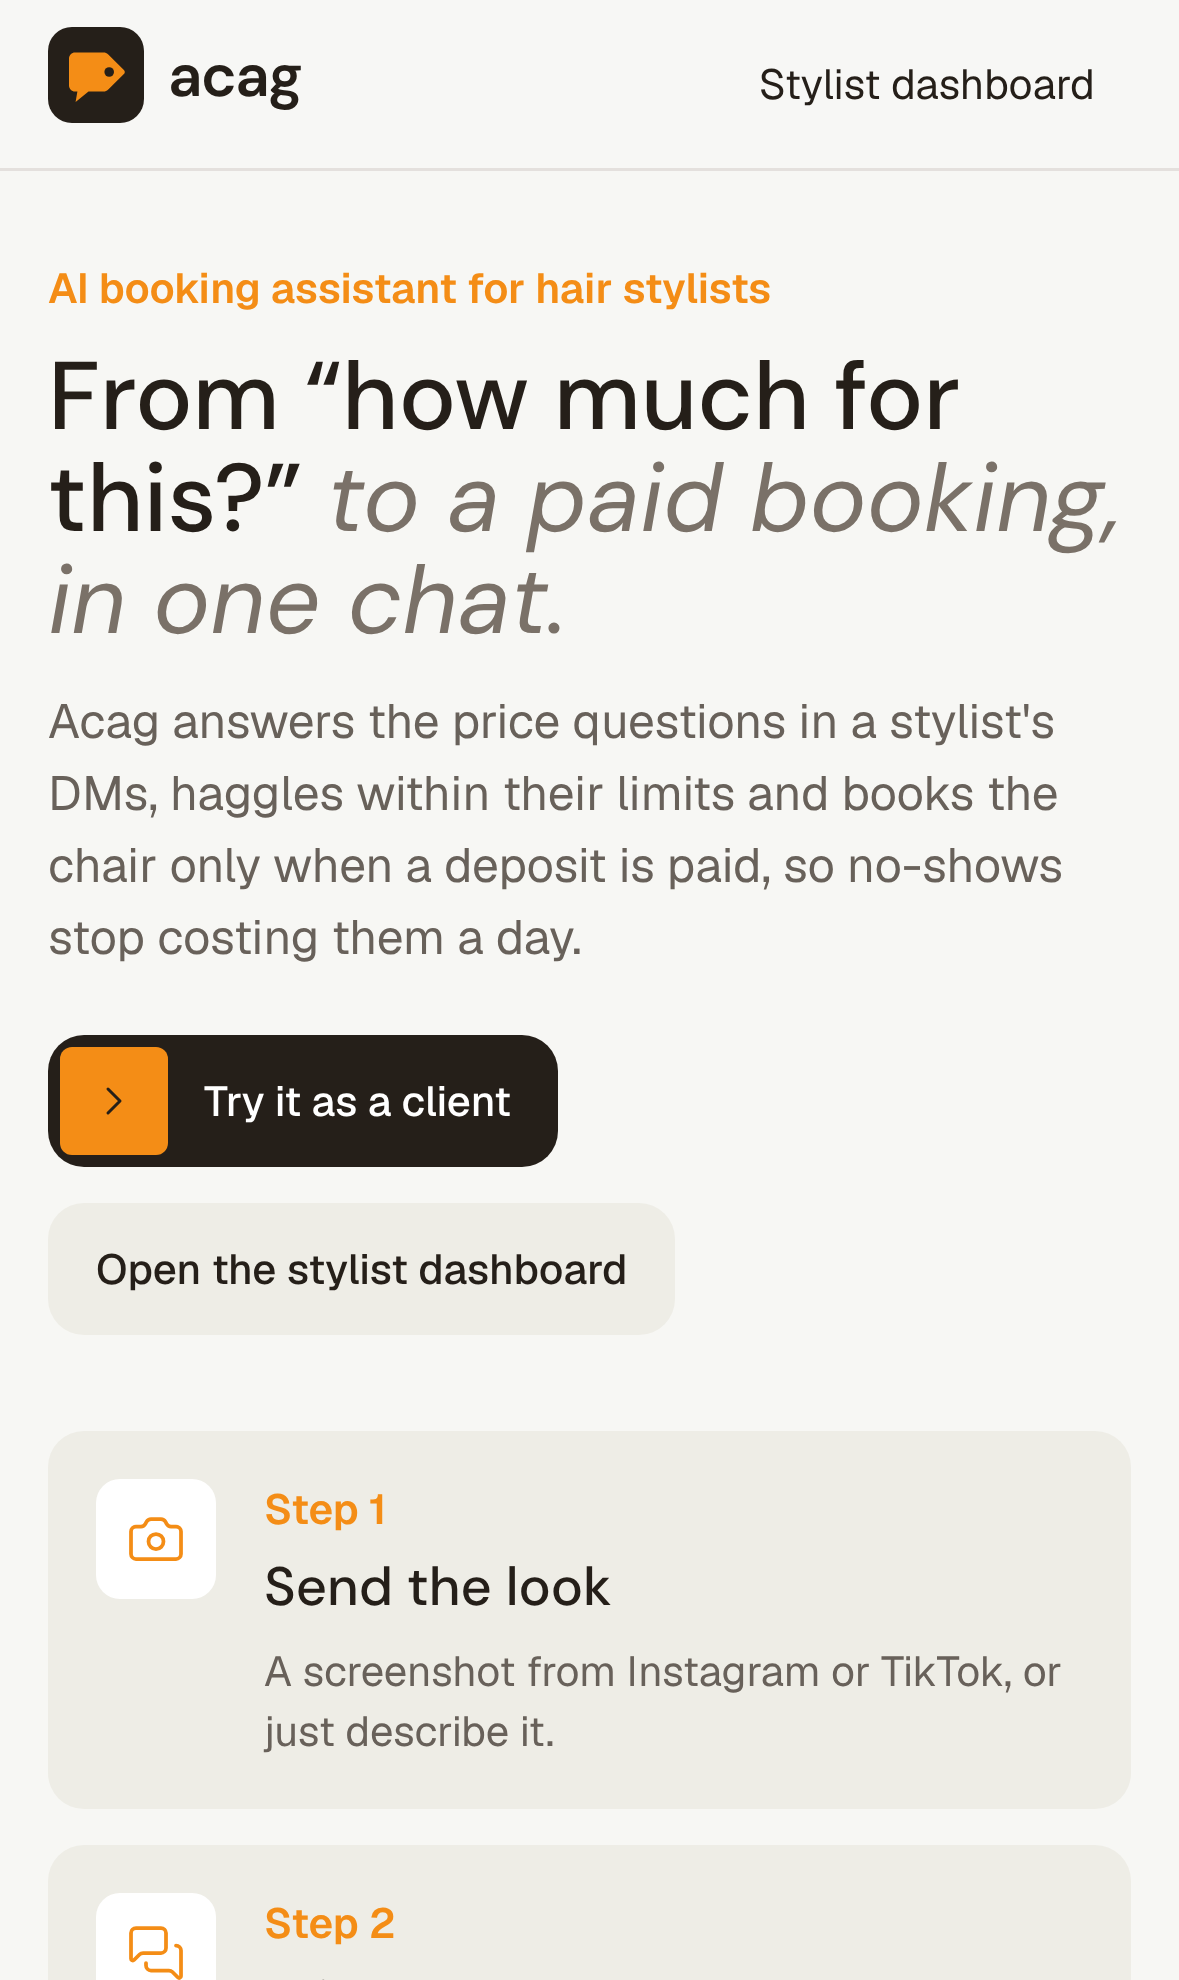 acag
Stylist dashboard
AI booking assistant for hair stylists
From “how much for
this?” to a paid booking,
in one chat.
Acag answers the price questions in a stylist's
DMs, haggles within their limits and books the
chair only when a deposit is paid, so no-shows
stop costing them a day.
Try it as a client
Open the stylist dashboard
Step 1
Send the look
A screenshot from Instagram or TikTok, or
just describe it.
Step 2